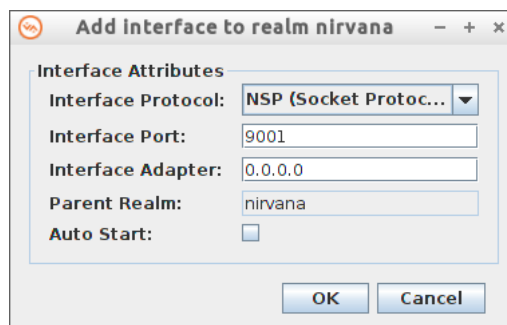 Add interface to realm nirvana
Interface Attributes
Interface Protocol: NSP (Socket Protoc...
Interface Port: 9001
Interface Adapter: 0.0.0.0
Parent Realm: nirvana
Auto Start:
OK Cancel